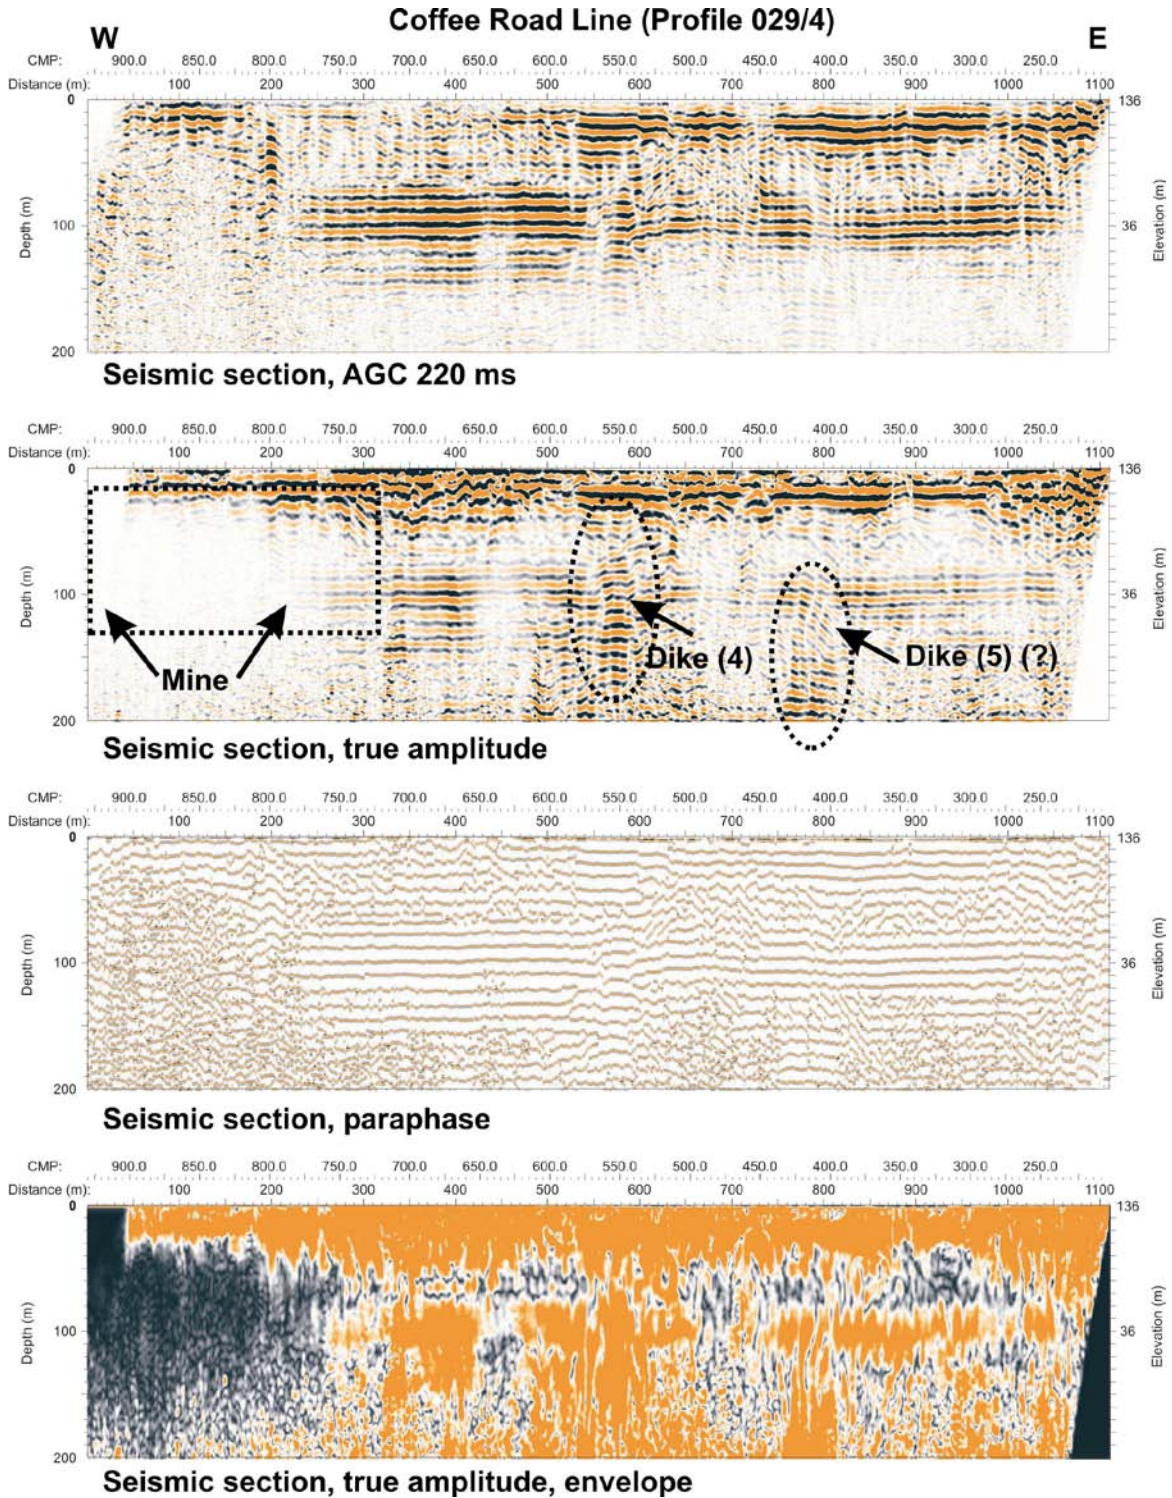 Coffee Road Line (Profile 029/4)
W E
CMP: 900.0 850.0 800.0 750.0 700.0 650.0 600.0 550.0 500.0 450.0 400.0 350.0 300.0 250.0
Distance (m): 100 200 300 400 500 600 700 800 900 1000 1100
0 136
Depth (m) 100 36 Elevation (m)
200
Seismic section, AGC 220 ms
CMP: 900.0 850.0 800.0 750.0 700.0 650.0 600.0 550.0 500.0 450.0 400.0 350.0 300.0 250.0
Distance (m): 100 200 300 400 500 600 700 800 900 1000 1100
0 136
Depth (m) 100 36 Elevation (m)
Mine Dike (4) Dike (5) (?)
200
Seismic section, true amplitude
CMP: 900.0 850.0 800.0 750.0 700.0 650.0 600.0 550.0 500.0 450.0 400.0 350.0 300.0 250.0
Distance (m): 100 200 300 400 500 600 700 800 900 1000 1100
0 136
Depth (m) 100 36 Elevation (m)
200
Seismic section, paraphase
CMP: 900.0 850.0 800.0 750.0 700.0 650.0 600.0 550.0 500.0 450.0 400.0 350.0 300.0 250.0
Distance (m): 100 200 300 400 500 600 700 800 900 1000 1100
0 136
Depth (m) 100 36 Elevation (m)
200
Seismic section, true amplitude, envelope